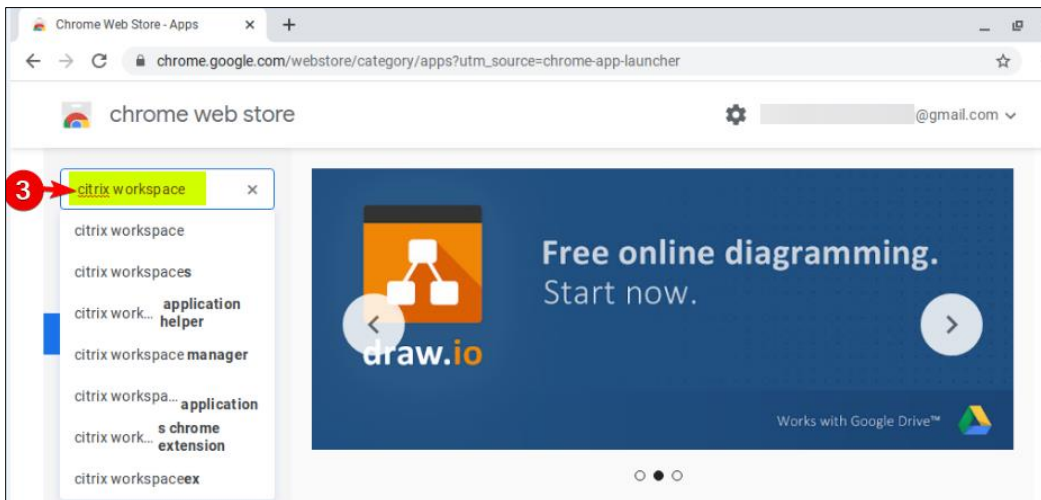 Chrome Web Store - Apps
chrome.google.com/webstore/category/apps?utm_source=chrome-app-launcher
chrome web store
@gmail.com
3
citrix workspace
citrix workspace
citrix workspaces
citrix work... application
helper
citrix workspace manager
citrix workspa... application
citrix work... s chrome
extension
citrix workspaceex
Free online diagramming.
Start now.
draw.io
Works with Google Drive™